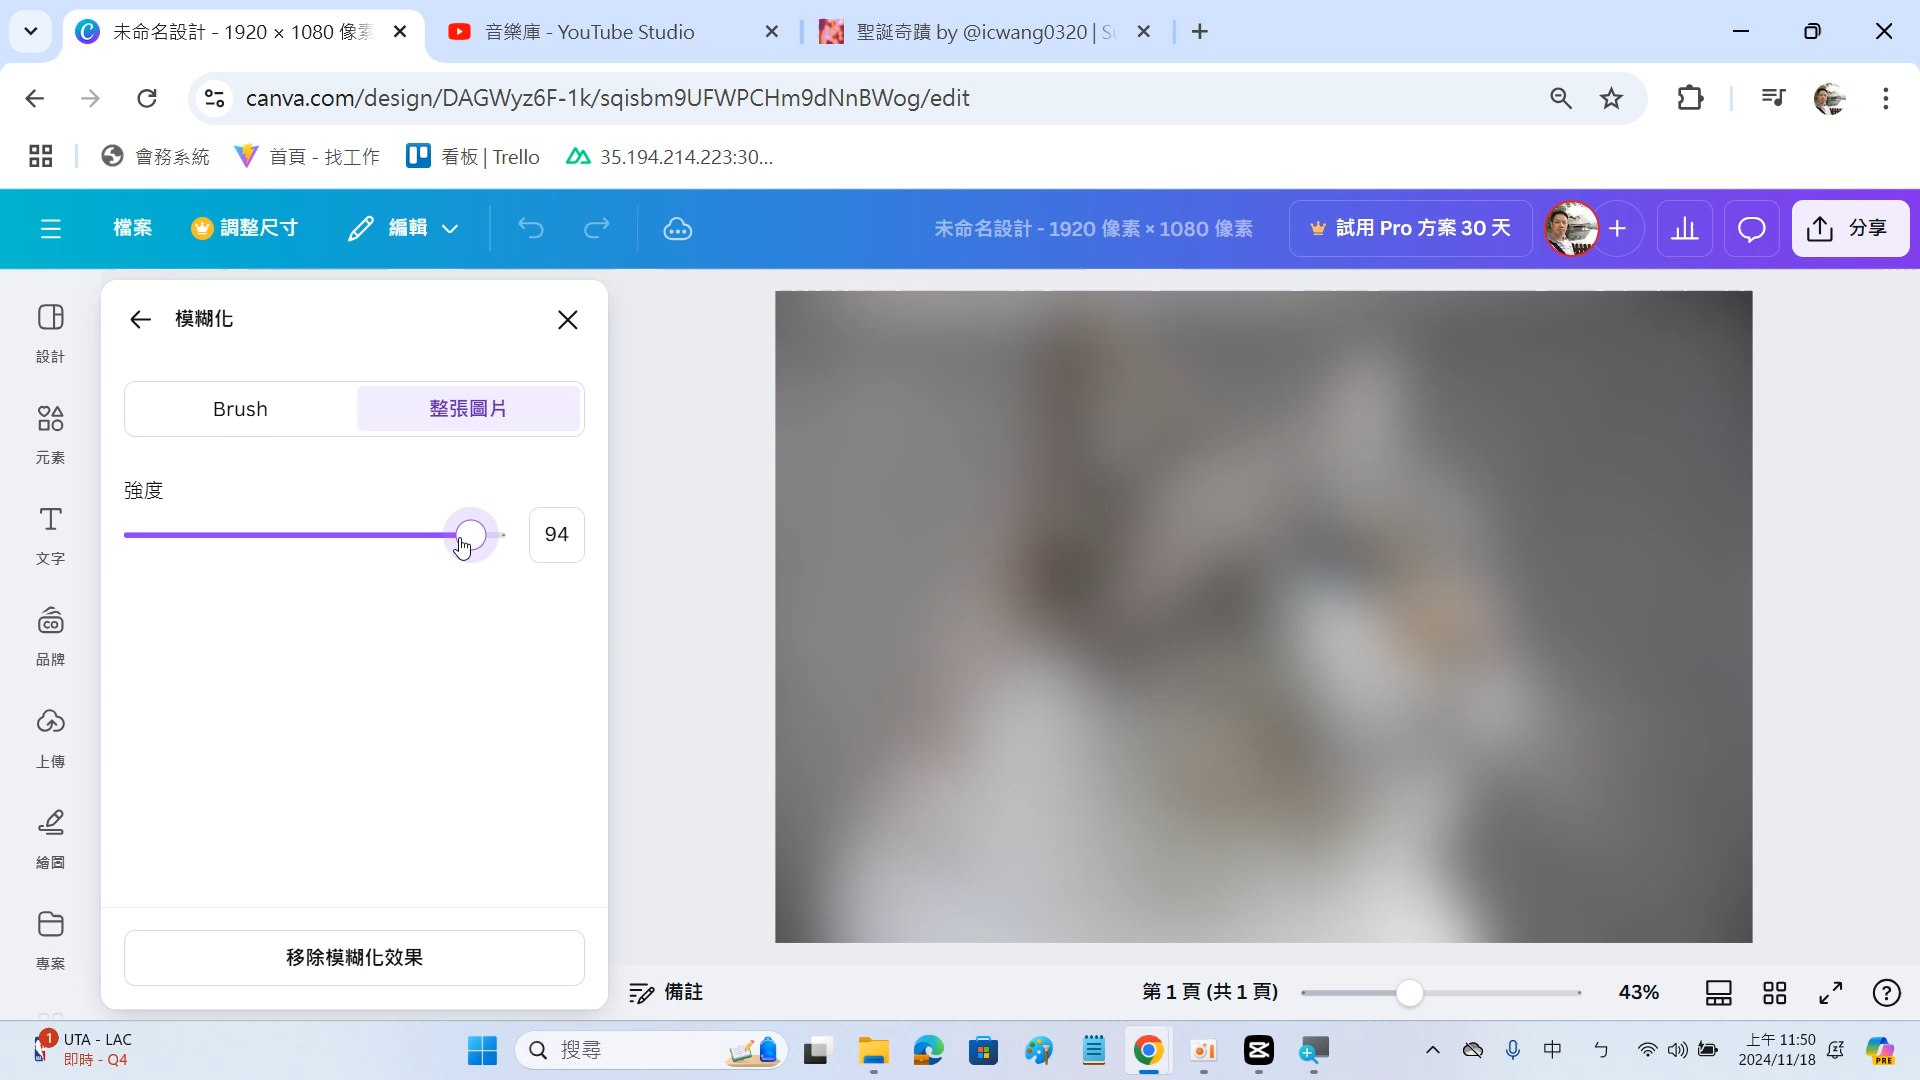 未命名設計 - 1920 × 1080 像素
音樂庫 - YouTube Studio
聖誕奇蹟 by @icwang0320 | S
canva.com/design/DAGWyz6F-1k/sqisbm9UFWPCHm9dNnBWog/edit
會務系統
首頁 - 找工作
看板 | Trello
35.194.214.223:30...
檔案
調整尺寸
編輯
未命名設計 - 1920 像素 × 1080 像素
試用 Pro 方案 30 天
分享
設計
元素
文字
品牌
上傳
繪圖
專案
模糊化
Brush
整張圖片
強度
94
移除模糊化效果
備註
第 1 頁 (共 1 頁)
43%
1
UTA - LAC
即時 - Q4
搜尋
中
ㄣ
上午 11:50
2024/11/18
PRE